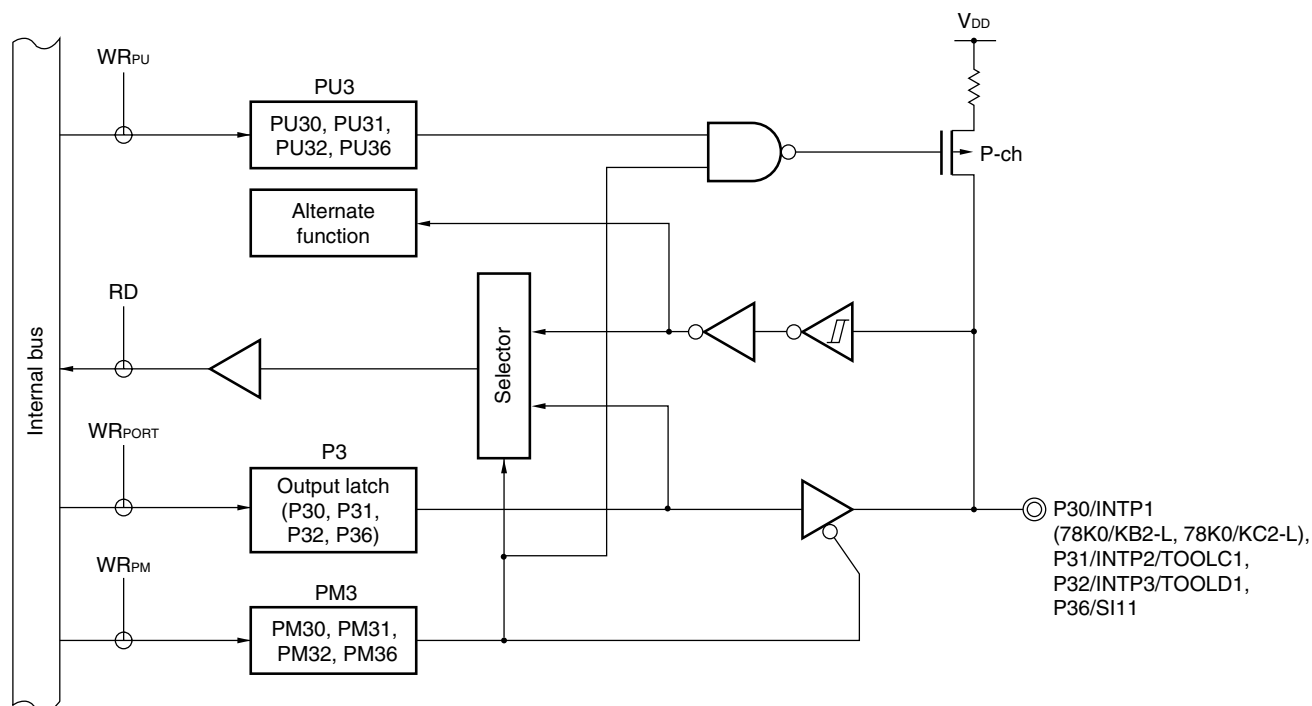 VDD
WRPU
PU3
PU30, PU31,
PU32, PU36
P-ch
Alternate
function
RD
Selector
Internal bus
WRPORT
P3
Output latch
(P30, P31,
P32, P36)
P30/INTP1
(78K0/KB2-L, 78K0/KC2-L),
P31/INTP2/TOOLC1,
P32/INTP3/TOOLD1,
P36/SI11
WRPM
PM3
PM30, PM31,
PM32, PM36